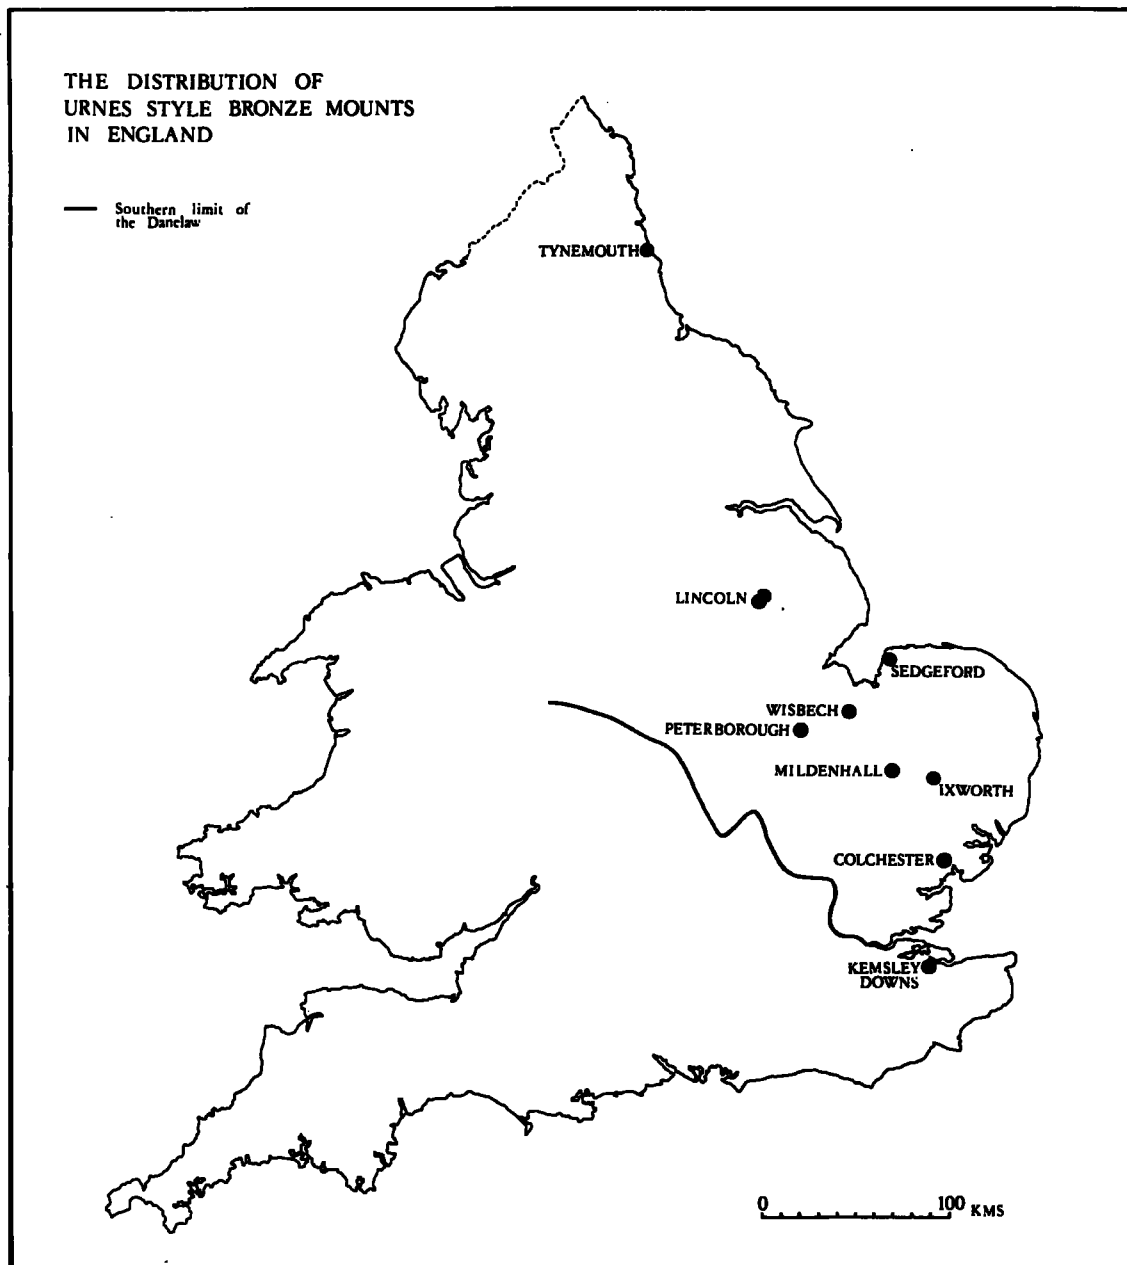 THE DISTRIBUTION OF
URNES STYLE BRONZE MOUNTS
IN ENGLAND
Southern limit of
the Danelaw
TYNEMOUTH
LINCOLN
SEDGEFORD
WISBECH
PETERBOROUGH
MILDENHALL
IXWORTH
COLCHESTER
KEMSLEY
DOWNS
0 100 KMS